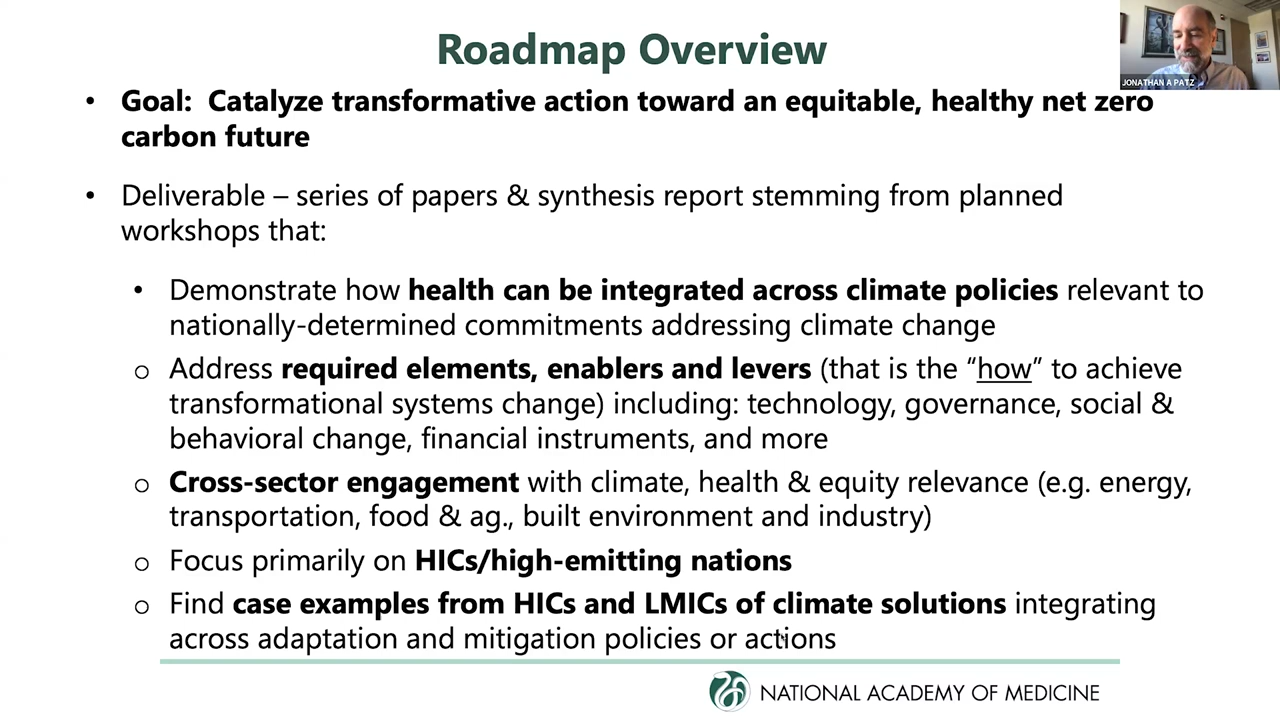 Roadmap Overview
JONATHAN A PATZ
• Goal: Catalyze transformative action toward an equitable, healthy net zero
carbon future
• Deliverable – series of papers & synthesis report stemming from planned
workshops that:
• Demonstrate how health can be integrated across climate policies relevant to
nationally-determined commitments addressing climate change
o Address required elements, enablers and levers (that is the “how” to achieve
transformational systems change) including: technology, governance, social &
behavioral change, financial instruments, and more
o Cross-sector engagement with climate, health & equity relevance (e.g. energy,
transportation, food & ag., built environment and industry)
o Focus primarily on HICs/high-emitting nations
o Find case examples from HICs and LMICs of climate solutions integrating
across adaptation and mitigation policies or actions
NATIONAL ACADEMY OF MEDICINE